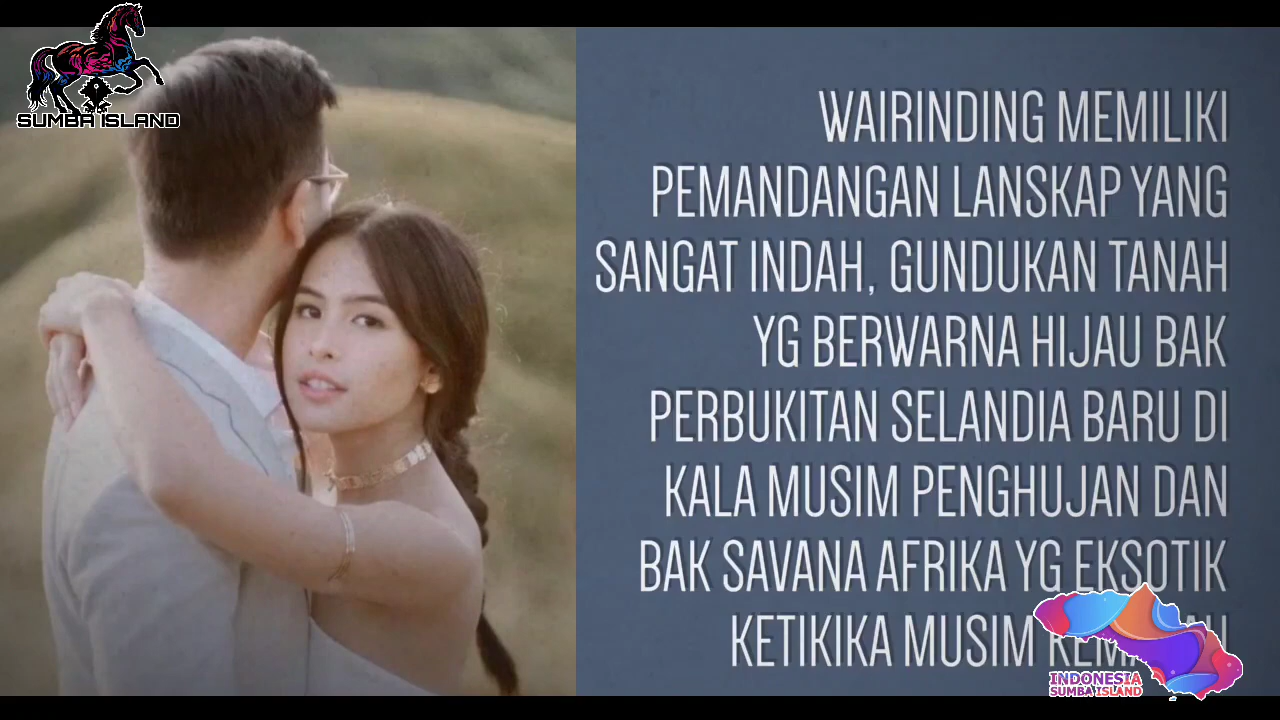 SUMBA ISLAND
WAIRINDING MEMILIKI
PEMANDANGAN LANSKAP YANG
SANGAT INDAH, GUNDUKAN TANAH
YG BERWARNA HIJAU BAK
PERBUKITAN SELANDIA BARU DI
KALA MUSIM PENGHUJAN DAN
BAK SAVANA AFRIKA YG EKSOTIK
KETIKIKA MUSIM
INDONESIA
SUMBA ISLAND